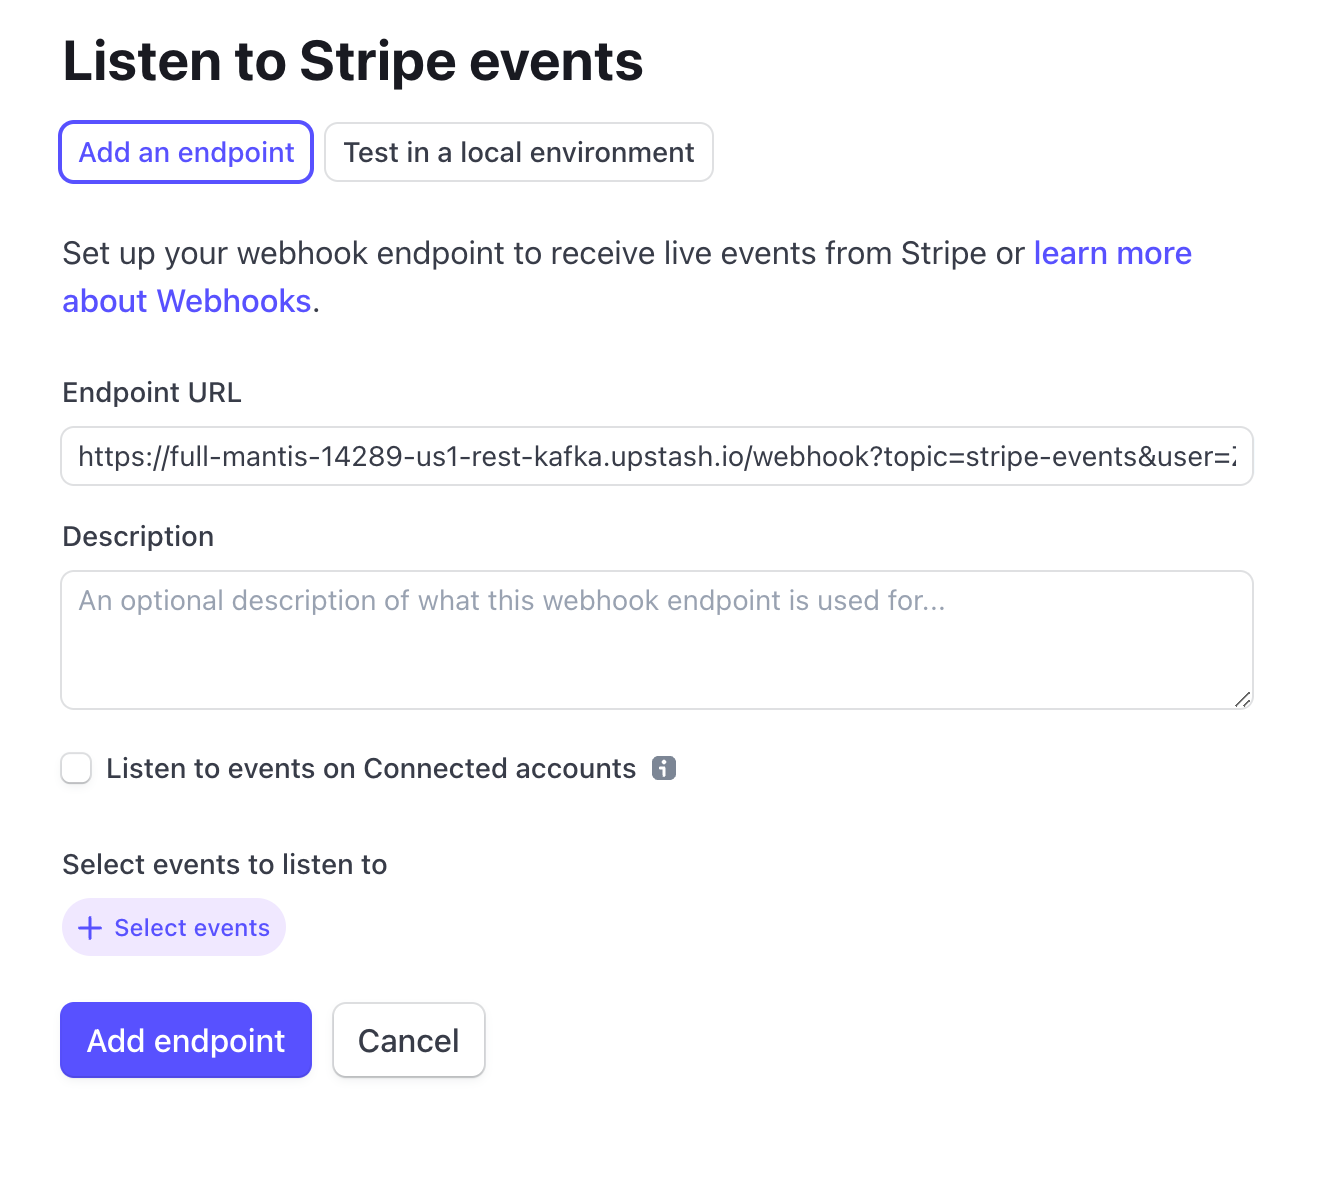 Listen to Stripe events
Add an endpoint
Test in a local environment
Set up your webhook endpoint to receive live events from Stripe or learn more
about Webhooks.
Endpoint URL
https://full-mantis-14289-us1-rest-kafka.upstash.io/webhook?topic=stripe-events&user=
Description
An optional description of what this webhook endpoint is used for...
Listen to events on Connected accounts
Select events to listen to
Select events
Add endpoint
Cancel